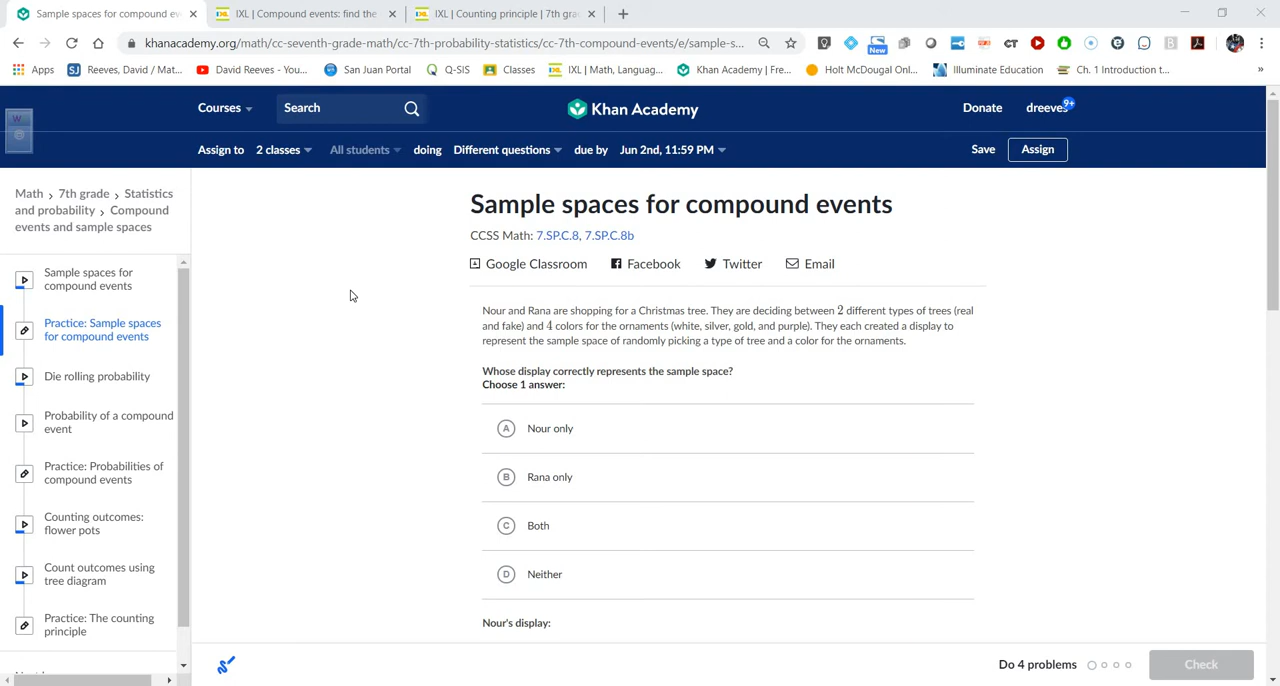 Sample spaces for compound ev
IXL | Compound events: find the
IXL | Counting principle | 7th gra
khanacademy.org/math/cc-seventh-grade-math/cc-7th-probability-statistics/cc-7th-compound-events/e/sample-s...
New
Apps
Reeves, David / Mat...
David Reeves - You...
San Juan Portal
Q-SIS
Classes
IXL | Math, Languag...
Khan Academy | Fre...
Holt McDougal Onl...
Illuminate Education
Ch. 1 Introduction t...
Courses
Search
Khan Academy
Donate
dreeves
9+
Assign to 2 classes All students doing Different questions due by Jun 2nd, 11:59 PM
Save
Assign
Math > 7th grade > Statistics
and probability > Compound
events and sample spaces
Sample spaces for
compound events
Practice: Sample spaces
for compound events
Die rolling probability
Probability of a compound
event
Practice: Probabilities of
compound events
Counting outcomes:
flower pots
Count outcomes using
tree diagram
Practice: The counting
principle
Sample spaces for compound events
CCSS Math: 7.SP.C.8, 7.SP.C.8b
Google Classroom
Facebook
Twitter
Email
Nour and Rana are shopping for a Christmas tree. They are deciding between 2 different types of trees (real
and fake) and 4 colors for the ornaments (white, silver, gold, and purple). They each created a display to
represent the sample space of randomly picking a type of tree and a color for the ornaments.
Whose display correctly represents the sample space?
Choose 1 answer:
A Nour only
B Rana only
C Both
D Neither
Nour's display:
Do 4 problems
Check